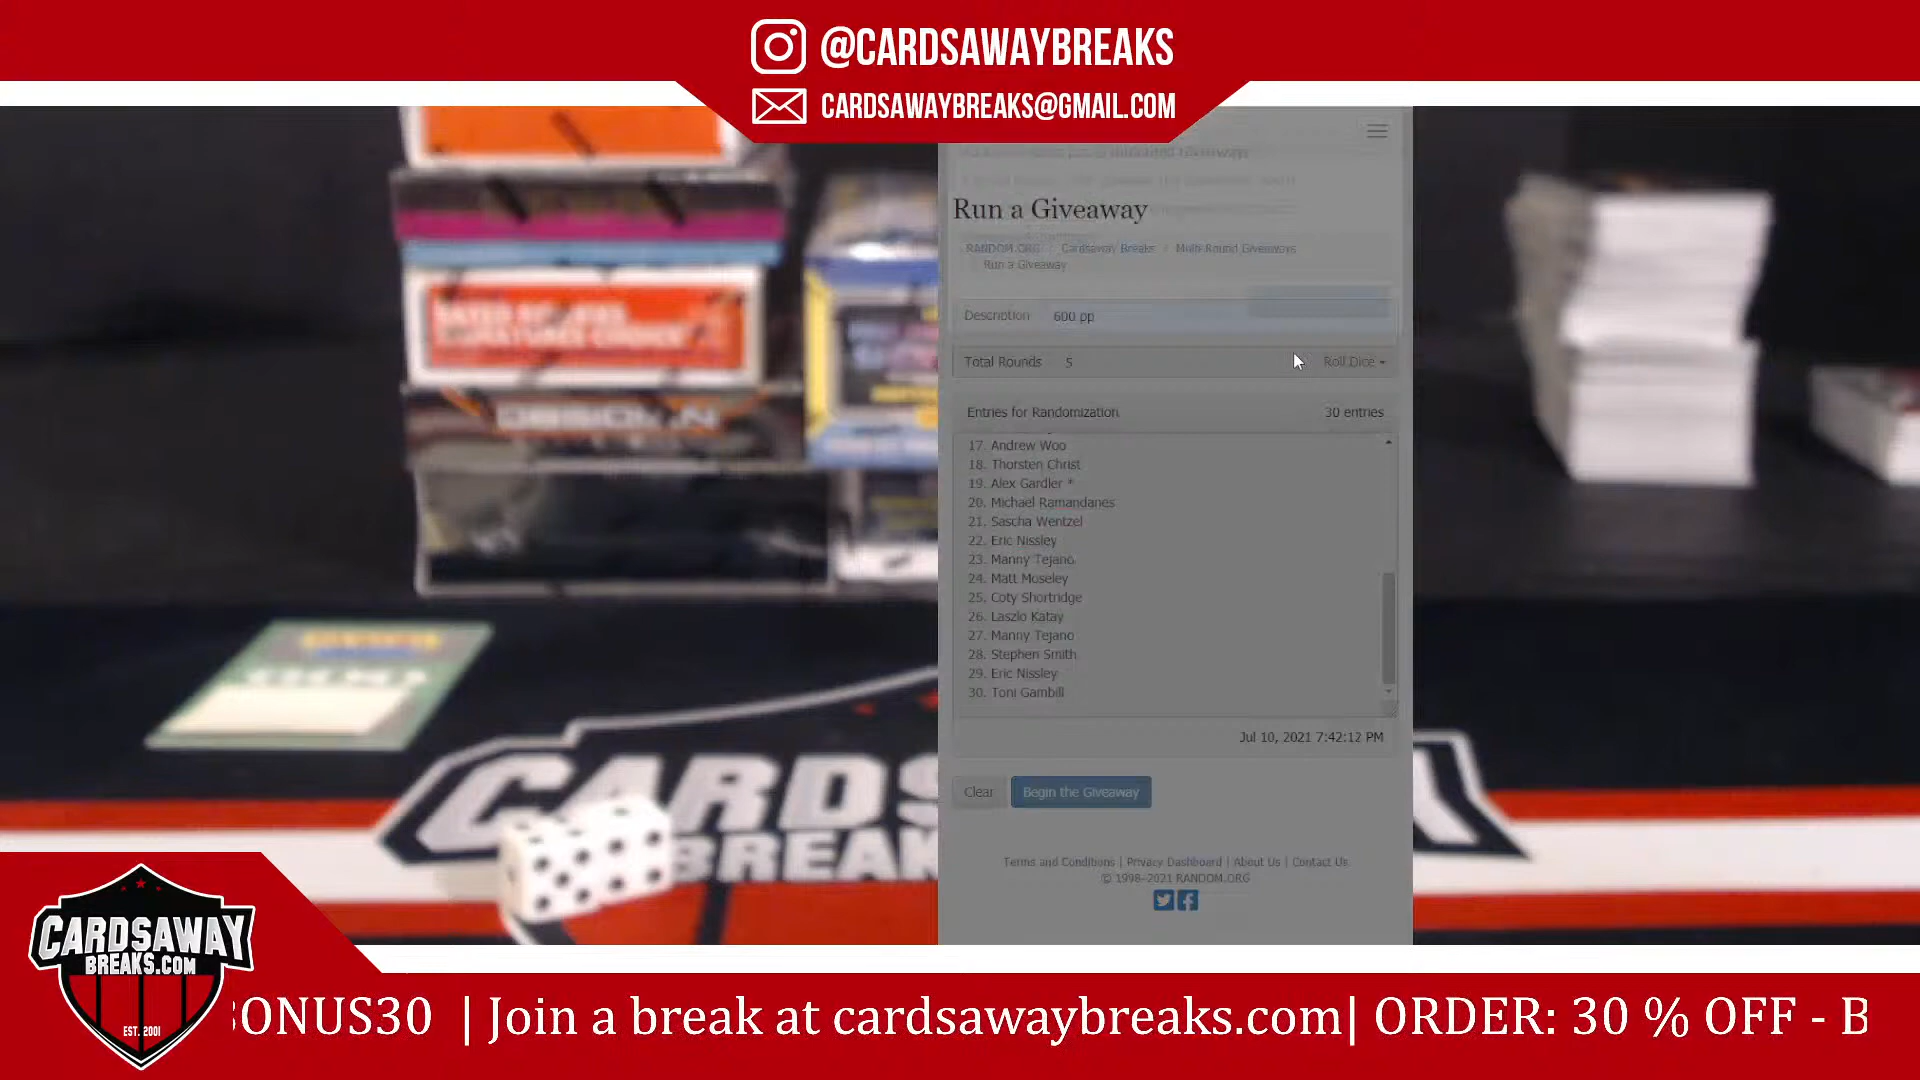 @CARDSAWAYBREAKS
CARDSAWAYBREAKS@GMAIL.COM
Run a Giveaway
RANDOM.ORG / Cardsaway Breaks / Multi-Round Giveaways
Run a Giveaway
Description 600 pp
Total Rounds 5 Roll Dice
Entries for Randomization 30 entries
17. Andrew Woo
18. Thorsten Christ
19. Alex Gardler *
20. Michael Ramandanes
21. Sascha Wentzel
22. Eric Nissley
23. Manny Tejano
24. Matt Moseley
25. Coty Shortridge
26. Laszlo Katay
27. Manny Tejano
28. Stephen Smith
29. Eric Nissley
30. Toni Gambill
Jul 10, 2021 7:42:12 PM
Clear Begin the Giveaway
Terms and Conditions | Privacy Dashboard | About Us | Contact Us
© 1998–2021 RANDOM.ORG
OBSIDIAN
CARDS
BREAKS
CARDSAWAY
BREAKS.COM
EST. 2001
BONUS30 | Join a break at cardsawaybreaks.com| ORDER: 30 % OFF - B